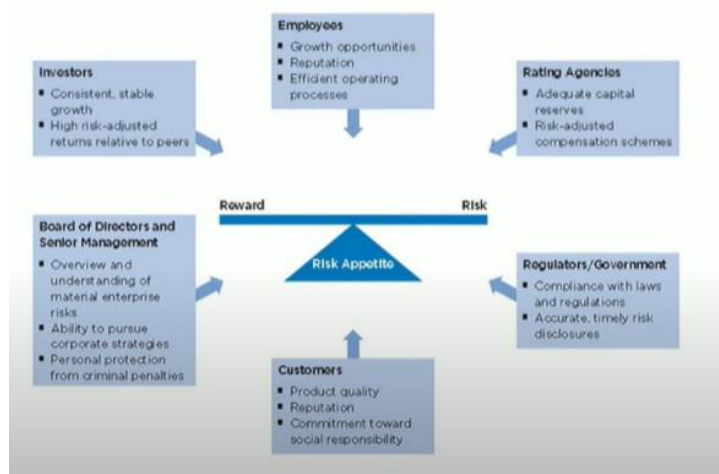 Employees
▪ Growth opportunities
▪ Reputation
▪ Efficient operating
processes
Investors
▪ Consistent, stable
growth
▪ High risk-adjusted
returns relative to peers
Rating Agencies
▪ Adequate capital
reserves
▪ Risk-adjusted
compensation schemes
Reward
Risk
Risk Appetite
Board of Directors and
Senior Management
▪ Overview and
understanding of
material enterprise
risks
▪ Ability to pursue
corporate strategies
▪ Personal protection
from criminal penalties
Regulators/Government
▪ Compliance with laws
and regulations
▪ Accurate, timely risk
disclosures
Customers
▪ Product quality
▪ Reputation
▪ Commitment toward
social responsibility